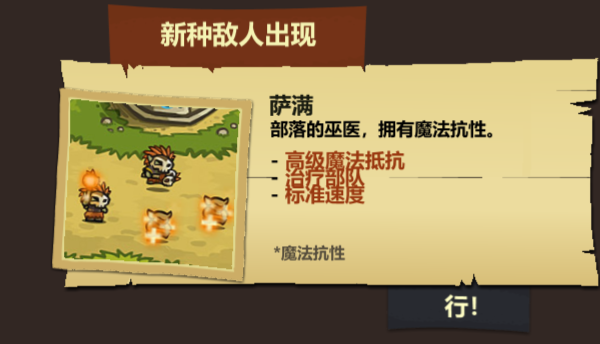 新种敌人出现
萨满
部落的巫医，拥有魔法抗性。
- 高级魔法抵抗
- 治疗部队
- 标准速度
*魔法抗性
行！